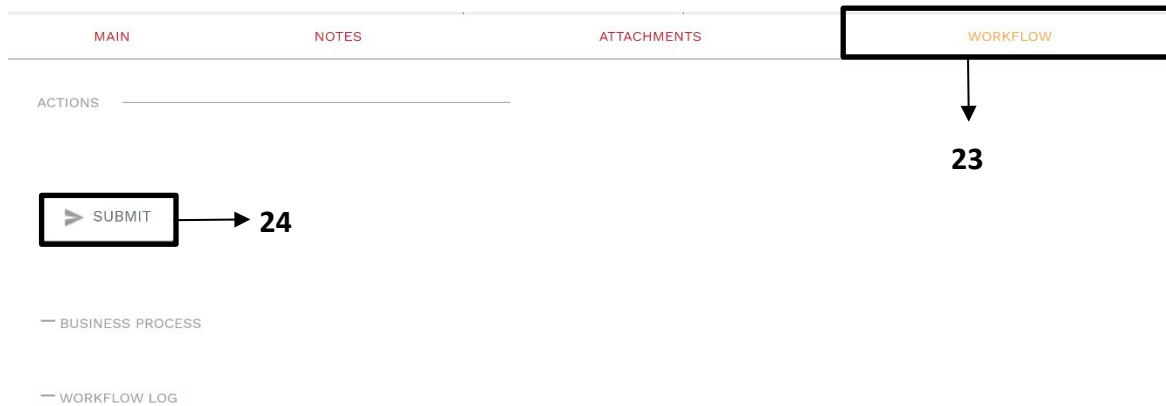 MAIN NOTES ATTACHMENTS WORKFLOW
ACTIONS
23
SUBMIT 24
BUSINESS PROCESS
WORKFLOW LOG